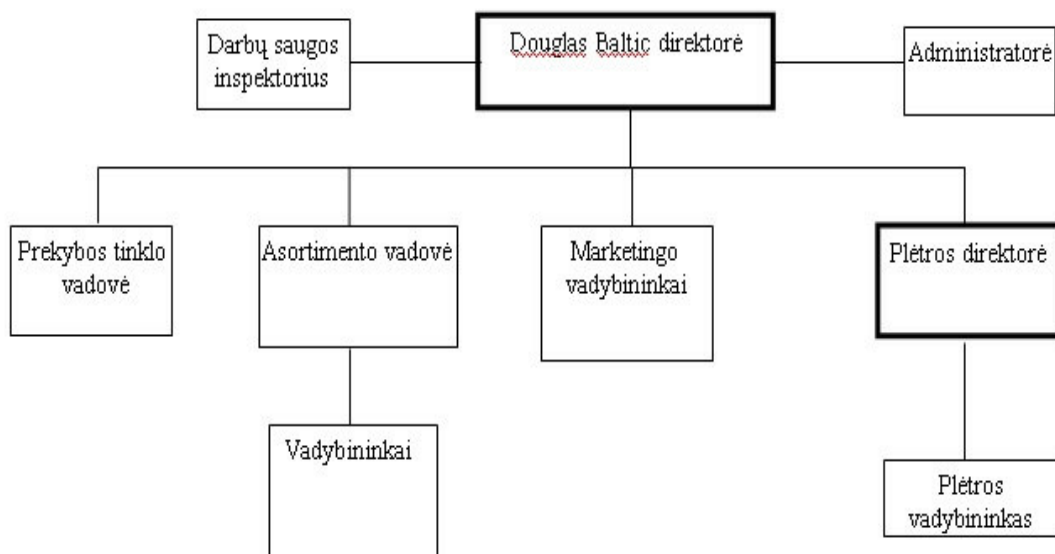 Darbų saugos
inspektorius
Douglas Baltic direktorė
Administratorė
Prekybos tinklo
vadovė
Asortimento vadovė
Marketingo
vadybininkai
Plėtros direktorė
Vadybininkai
Plėtros
vadybininkas